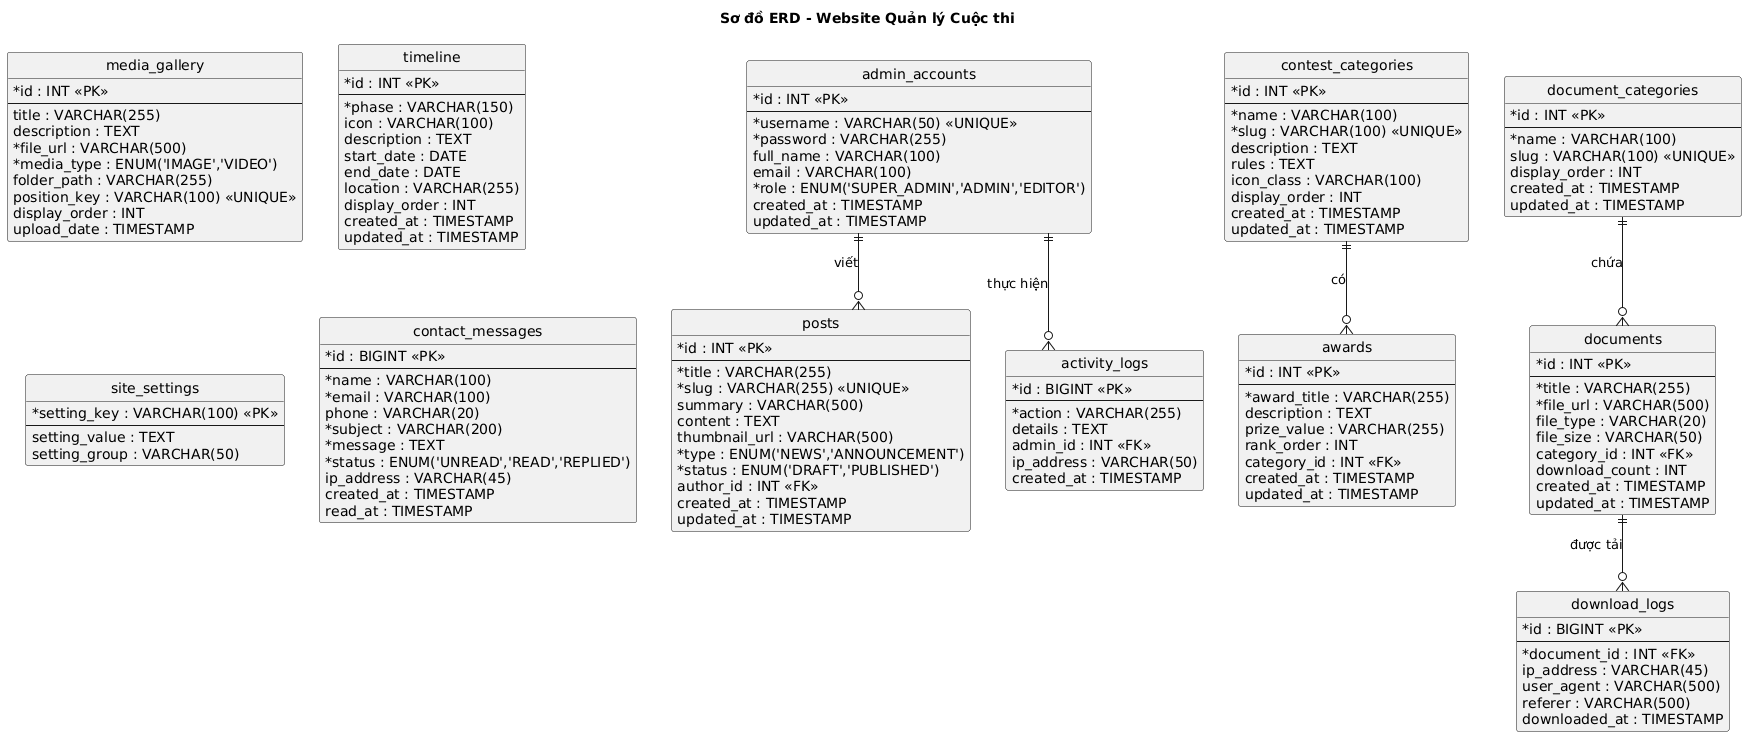 Sơ đồ ERD - Website Quản lý Cuộc thi
media_gallery
*id : INT «PK»
title : VARCHAR(255)
description : TEXT
*file_url : VARCHAR(500)
*media_type : ENUM('IMAGE','VIDEO')
folder_path : VARCHAR(255)
position_key : VARCHAR(100) «UNIQUE»
display_order : INT
upload_date : TIMESTAMP
timeline
*id : INT «PK»
*phase : VARCHAR(150)
icon : VARCHAR(100)
description : TEXT
start_date : DATE
end_date : DATE
location : VARCHAR(255)
display_order : INT
created_at : TIMESTAMP
updated_at : TIMESTAMP
admin_accounts
*id : INT «PK»
*username : VARCHAR(50) «UNIQUE»
*password : VARCHAR(255)
full_name : VARCHAR(100)
email : VARCHAR(100)
*role : ENUM('SUPER_ADMIN','ADMIN','EDITOR')
created_at : TIMESTAMP
updated_at : TIMESTAMP
contest_categories
*id : INT «PK»
*name : VARCHAR(100)
*slug : VARCHAR(100) «UNIQUE»
description : TEXT
rules : TEXT
icon_class : VARCHAR(100)
display_order : INT
created_at : TIMESTAMP
updated_at : TIMESTAMP
document_categories
*id : INT «PK»
*name : VARCHAR(100)
slug : VARCHAR(100) «UNIQUE»
display_order : INT
created_at : TIMESTAMP
updated_at : TIMESTAMP
viết
thực hiện
có
chứa
site_settings
*setting_key : VARCHAR(100) «PK»
setting_value : TEXT
setting_group : VARCHAR(50)
contact_messages
*id : BIGINT «PK»
*name : VARCHAR(100)
*email : VARCHAR(100)
phone : VARCHAR(20)
*subject : VARCHAR(200)
*message : TEXT
*status : ENUM('UNREAD','READ','REPLIED')
ip_address : VARCHAR(45)
created_at : TIMESTAMP
read_at : TIMESTAMP
posts
*id : INT «PK»
*title : VARCHAR(255)
*slug : VARCHAR(255) «UNIQUE»
summary : VARCHAR(500)
content : TEXT
thumbnail_url : VARCHAR(500)
*type : ENUM('NEWS','ANNOUNCEMENT')
*status : ENUM('DRAFT','PUBLISHED')
author_id : INT «FK»
created_at : TIMESTAMP
updated_at : TIMESTAMP
activity_logs
*id : BIGINT «PK»
*action : VARCHAR(255)
details : TEXT
admin_id : INT «FK»
ip_address : VARCHAR(50)
created_at : TIMESTAMP
awards
*id : INT «PK»
*award_title : VARCHAR(255)
description : TEXT
prize_value : VARCHAR(255)
rank_order : INT
category_id : INT «FK»
created_at : TIMESTAMP
updated_at : TIMESTAMP
documents
*id : INT «PK»
*title : VARCHAR(255)
*file_url : VARCHAR(500)
file_type : VARCHAR(20)
file_size : VARCHAR(50)
category_id : INT «FK»
download_count : INT
created_at : TIMESTAMP
updated_at : TIMESTAMP
được tải
download_logs
*id : BIGINT «PK»
*document_id : INT «FK»
ip_address : VARCHAR(45)
user_agent : VARCHAR(500)
referer : VARCHAR(500)
downloaded_at : TIMESTAMP